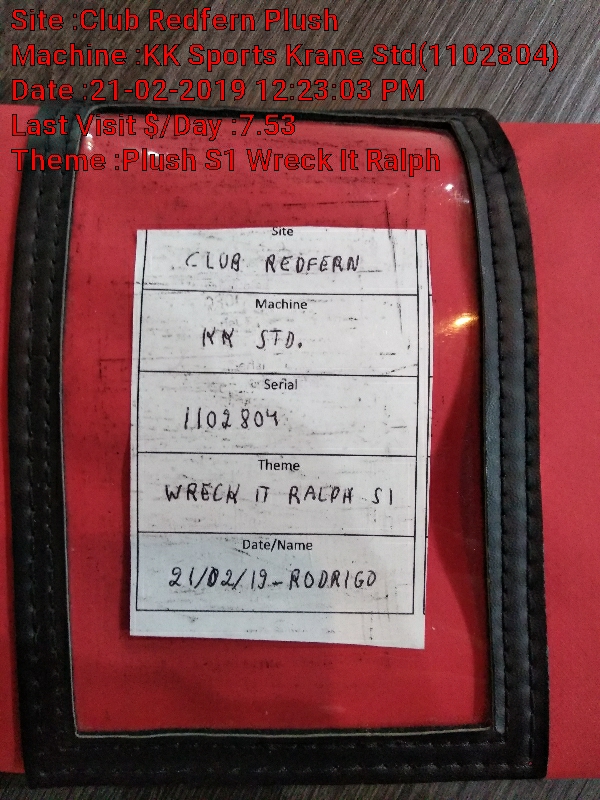 Site :Club Redfern Plush
Machine :KK Sports Krane Std(1102804)
Date :21-02-2019 12:23:03 PM
Last Visit $/Day :7.53
Theme :Plush S1 Wreck It Ralph
Site
CLUB REDFERN
Machine
KK STD.
Serial
1102804
Theme
WRECK IT RALPH S1
Date/Name
21/02/19-RODRIGO